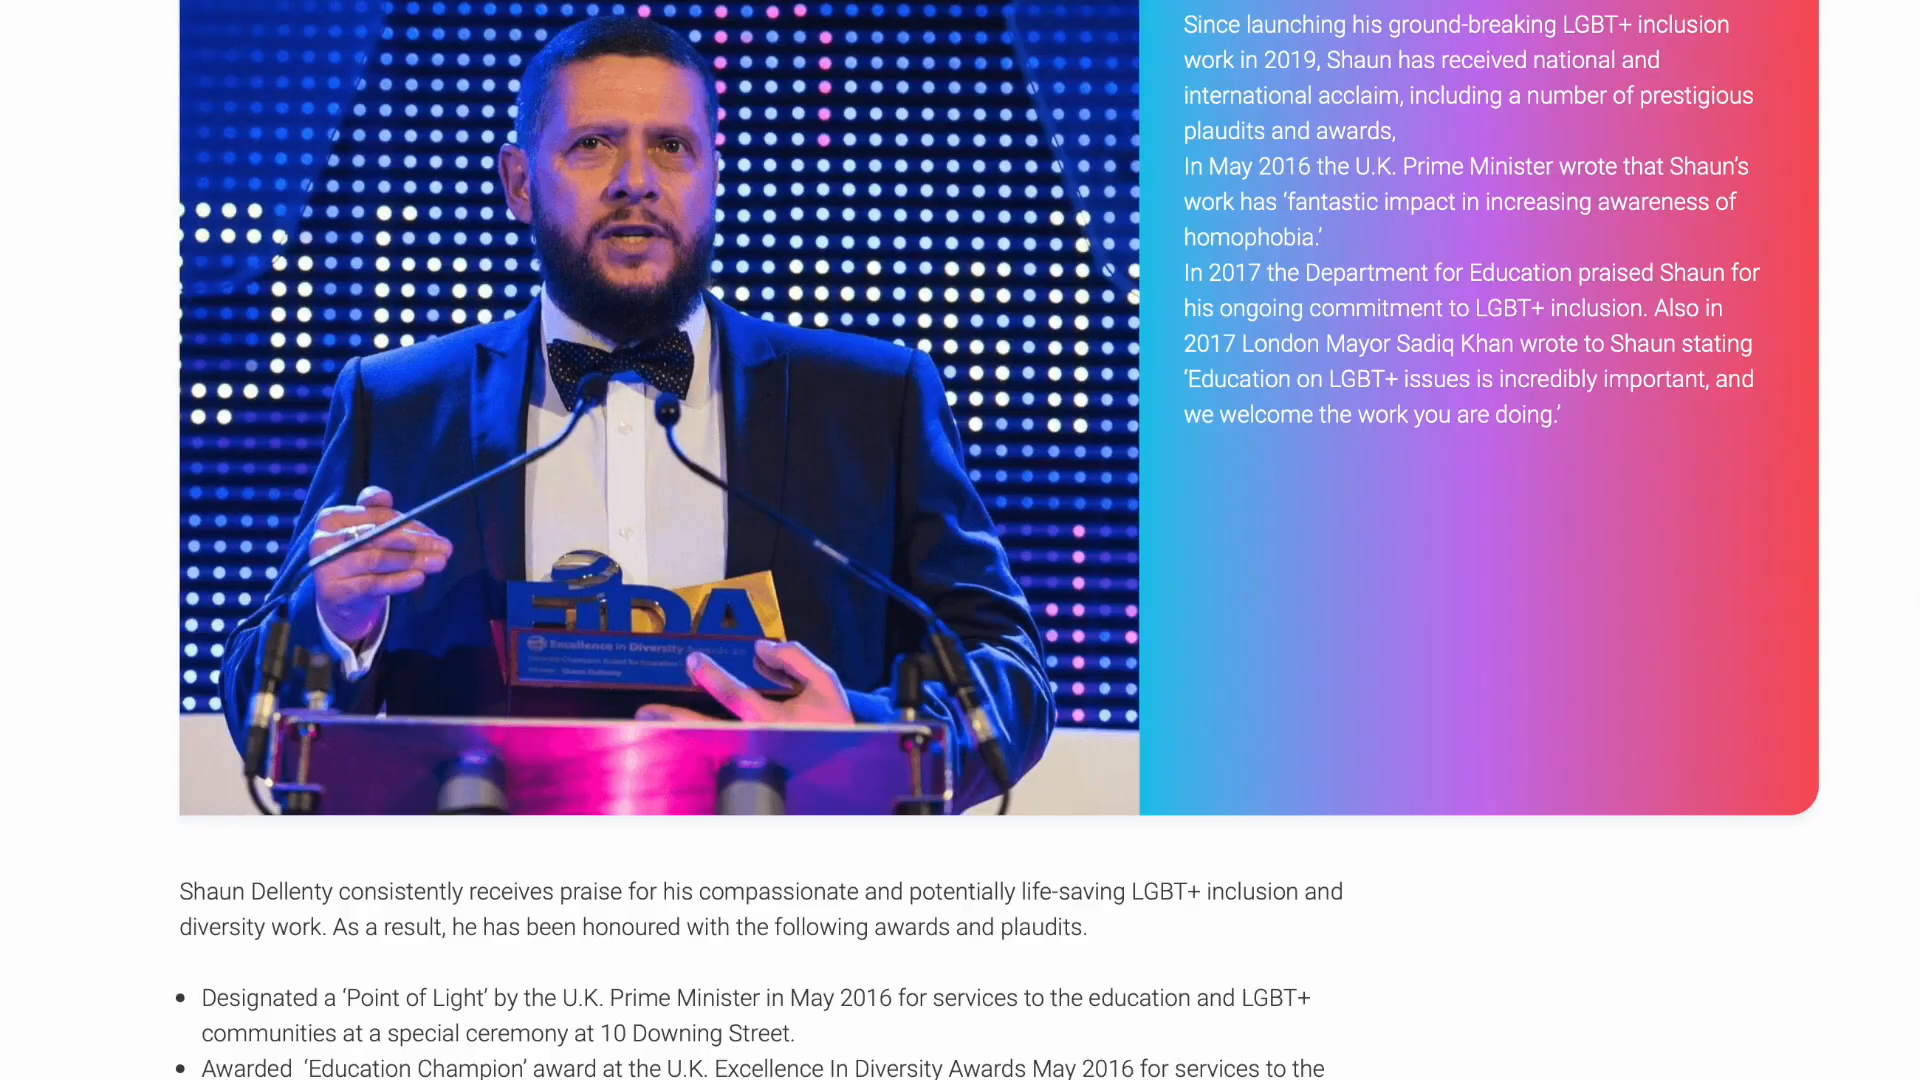 Since launching his ground-breaking LGBT+ inclusion
work in 2019, Shaun has received national and
international acclaim, including a number of prestigious
plaudits and awards,
In May 2016 the U.K. Prime Minister wrote that Shaun’s
work has ‘fantastic impact in increasing awareness of
homophobia.’
In 2017 the Department for Education praised Shaun for
his ongoing commitment to LGBT+ inclusion. Also in
2017 London Mayor Sadiq Khan wrote to Shaun stating
‘Education on LGBT+ issues is incredibly important, and
we welcome the work you are doing.’
EIDA
Excellence in Diversity Awards
Shaun Dellenty consistently receives praise for his compassionate and potentially life-saving LGBT+ inclusion and
diversity work. As a result, he has been honoured with the following awards and plaudits.
• Designated a ‘Point of Light’ by the U.K. Prime Minister in May 2016 for services to the education and LGBT+
communities at a special ceremony at 10 Downing Street.
• Awarded ‘Education Champion’ award at the U.K. Excellence In Diversity Awards May 2016 for services to the